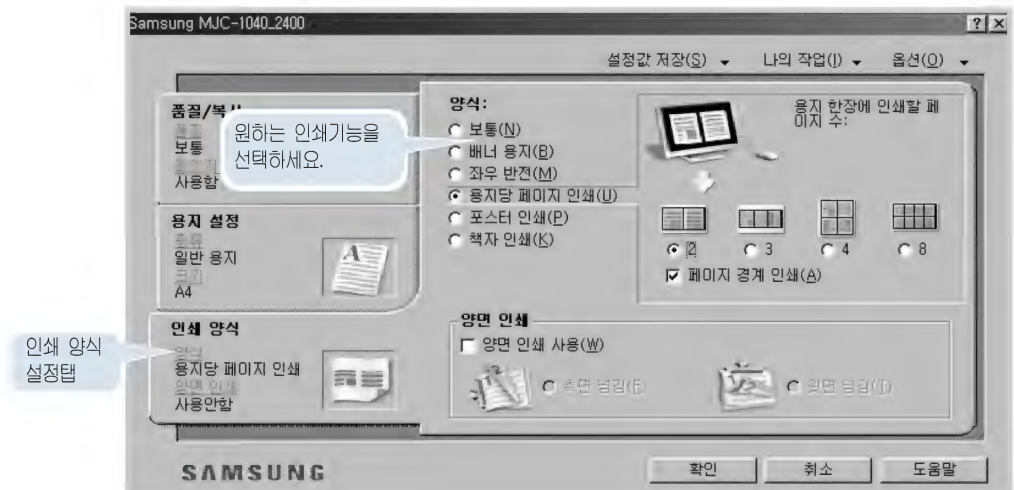 Samsung MJC-1040_2400
설정값 저장(S) 나의 작업(I) 옵션(O)
품질/복사
보통
사용함
원하는 인쇄기능을
선택하세요.
용지 설정
종류
일반 용지
크기
A4
인쇄 양식
설정탭
인쇄 양식
양식
용지당 페이지 인쇄
양면 인쇄
사용안함
양식:
보통(N)
배너 용지(B)
좌우 반전(M)
용지당 페이지 인쇄(U)
포스터 인쇄(P)
책자 인쇄(K)
용지 한장에 인쇄할 페
이지 수:
2 3 4 8
페이지 경계 인쇄(A)
양면 인쇄
양면 인쇄 사용(W)
측면 넘김(F) 윗면 넘김(T)
SAMSUNG
확인 취소 도움말